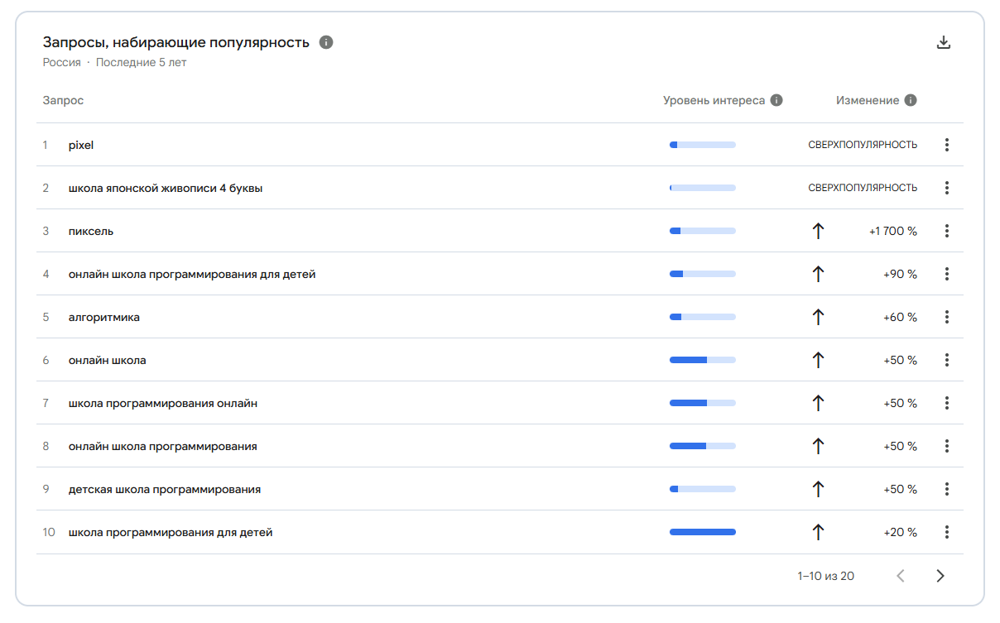 Запросы, набирающие популярность
Россия · Последние 5 лет
Запрос Уровень интереса Изменение
1 pixel СВЕРХПОПУЛЯРНОСТЬ
2 школа японской живописи 4 буквы СВЕРХПОПУЛЯРНОСТЬ
3 пиксель +1 700 %
4 онлайн школа программирования для детей +90 %
5 алгоритмика +60 %
6 онлайн школа +50 %
7 школа программирования онлайн +50 %
8 онлайн школа программирования +50 %
9 детская школа программирования +50 %
10 школа программирования для детей +20 %
1–10 из 20